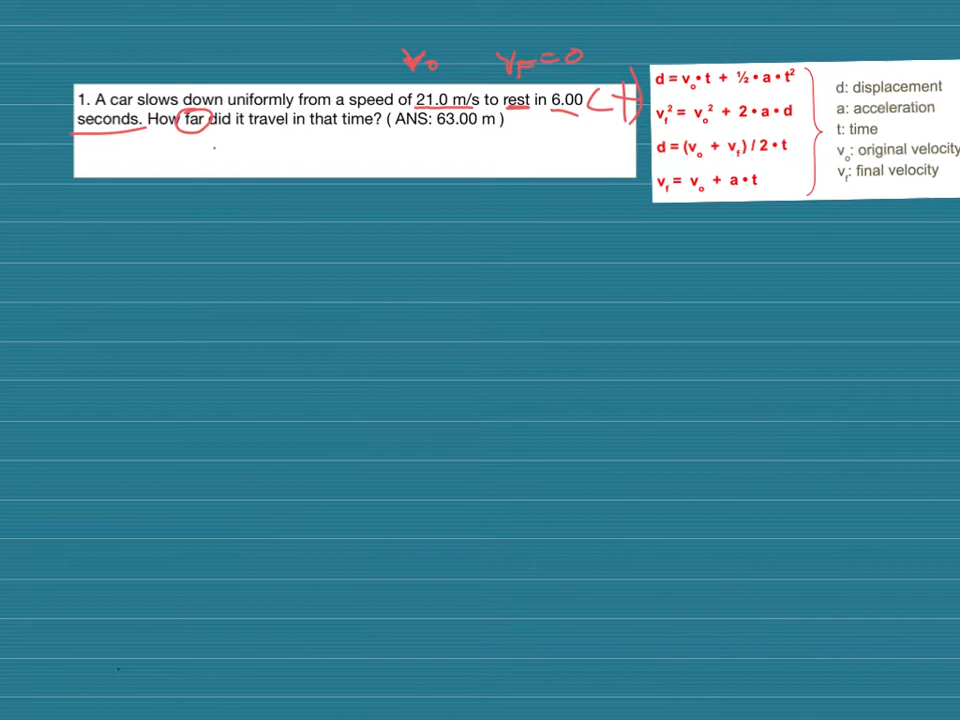 v₀ vF = 0
1. A car slows down uniformly from a speed of 21.0 m/s to rest in 6.00 (t)
seconds. How far did it travel in that time? ( ANS: 63.00 m )
d = v₀ • t + ½ • a • t²
v_f² = v₀² + 2 • a • d
d = (v₀ + v_f) / 2 • t
v_f = v₀ + a • t
d: displacement
a: acceleration
t: time
v₀: original velocity
v_f: final velocity